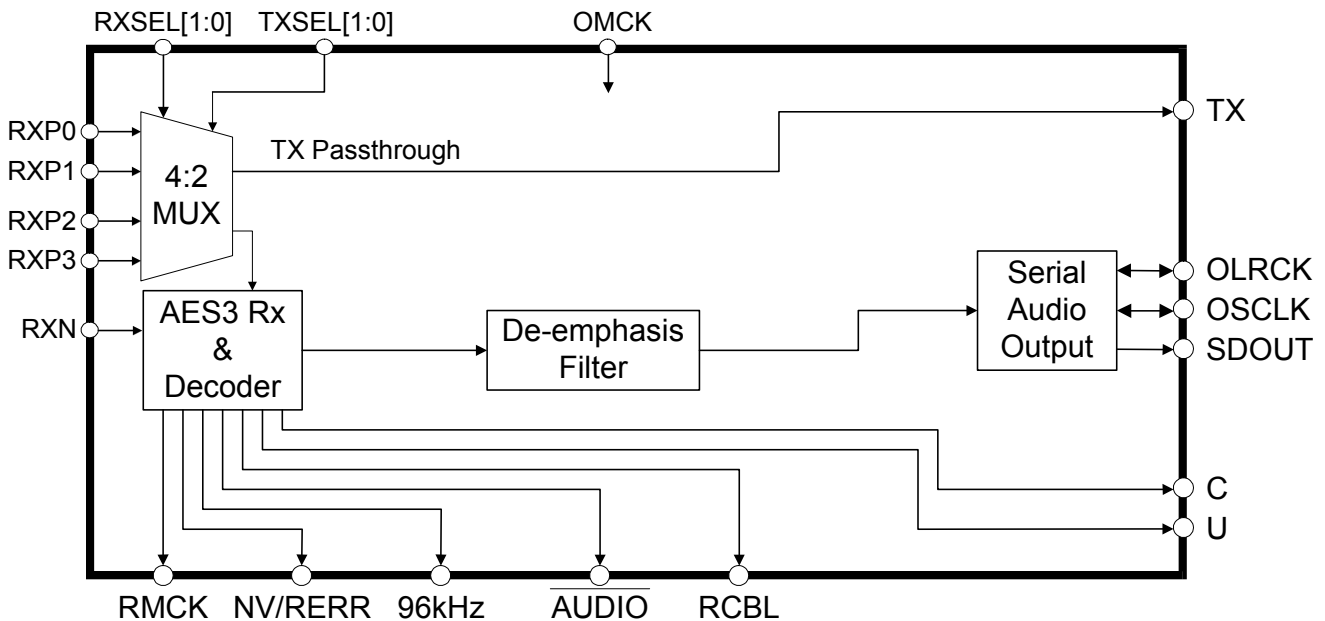 RXSEL[1:0] TXSEL[1:0] OMCK
RXP0
RXP1
RXP2
RXP3
RXN
4:2
MUX
TX Passthrough
TX
AES3 Rx
&
Decoder
De-emphasis
Filter
Serial
Audio
Output
OLRCK
OSCLK
SDOUT
C
U
RMCK NV/RERR 96kHz AUDIO RCBL